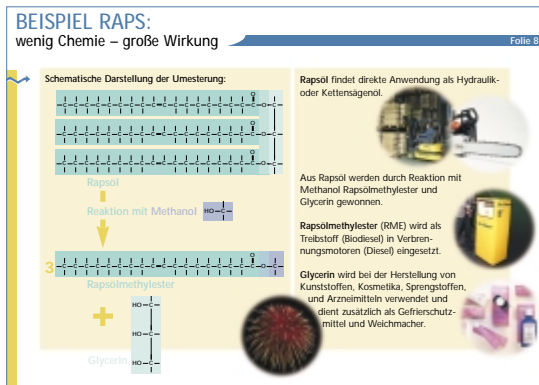 BEISPIEL RAPS:
wenig Chemie – große Wirkung
Folie 8
Schematische Darstellung der Umesterung:
Rapsöl
Reaktion mit Methanol
HO–C–
3
Rapsölmethylester
+
HO–C–
HO–C–
HO–C–
Glycerin
Rapsöl findet direkte Anwendung als Hydraulik-
oder Kettensägenöl.
Aus Rapsöl werden durch Reaktion mit
Methanol Rapsölmethylester und
Glycerin gewonnen.
Rapsölmethylester (RME) wird als
Treibstoff (Biodiesel) in Verbren-
nungsmotoren (Diesel) eingesetzt.
Glycerin wird bei der Herstellung von
Kunststoffen, Kosmetika, Sprengstoffen,
und Arzneimitteln verwendet und
dient zusätzlich als Gefrierschutz-
mittel und Weichmacher.